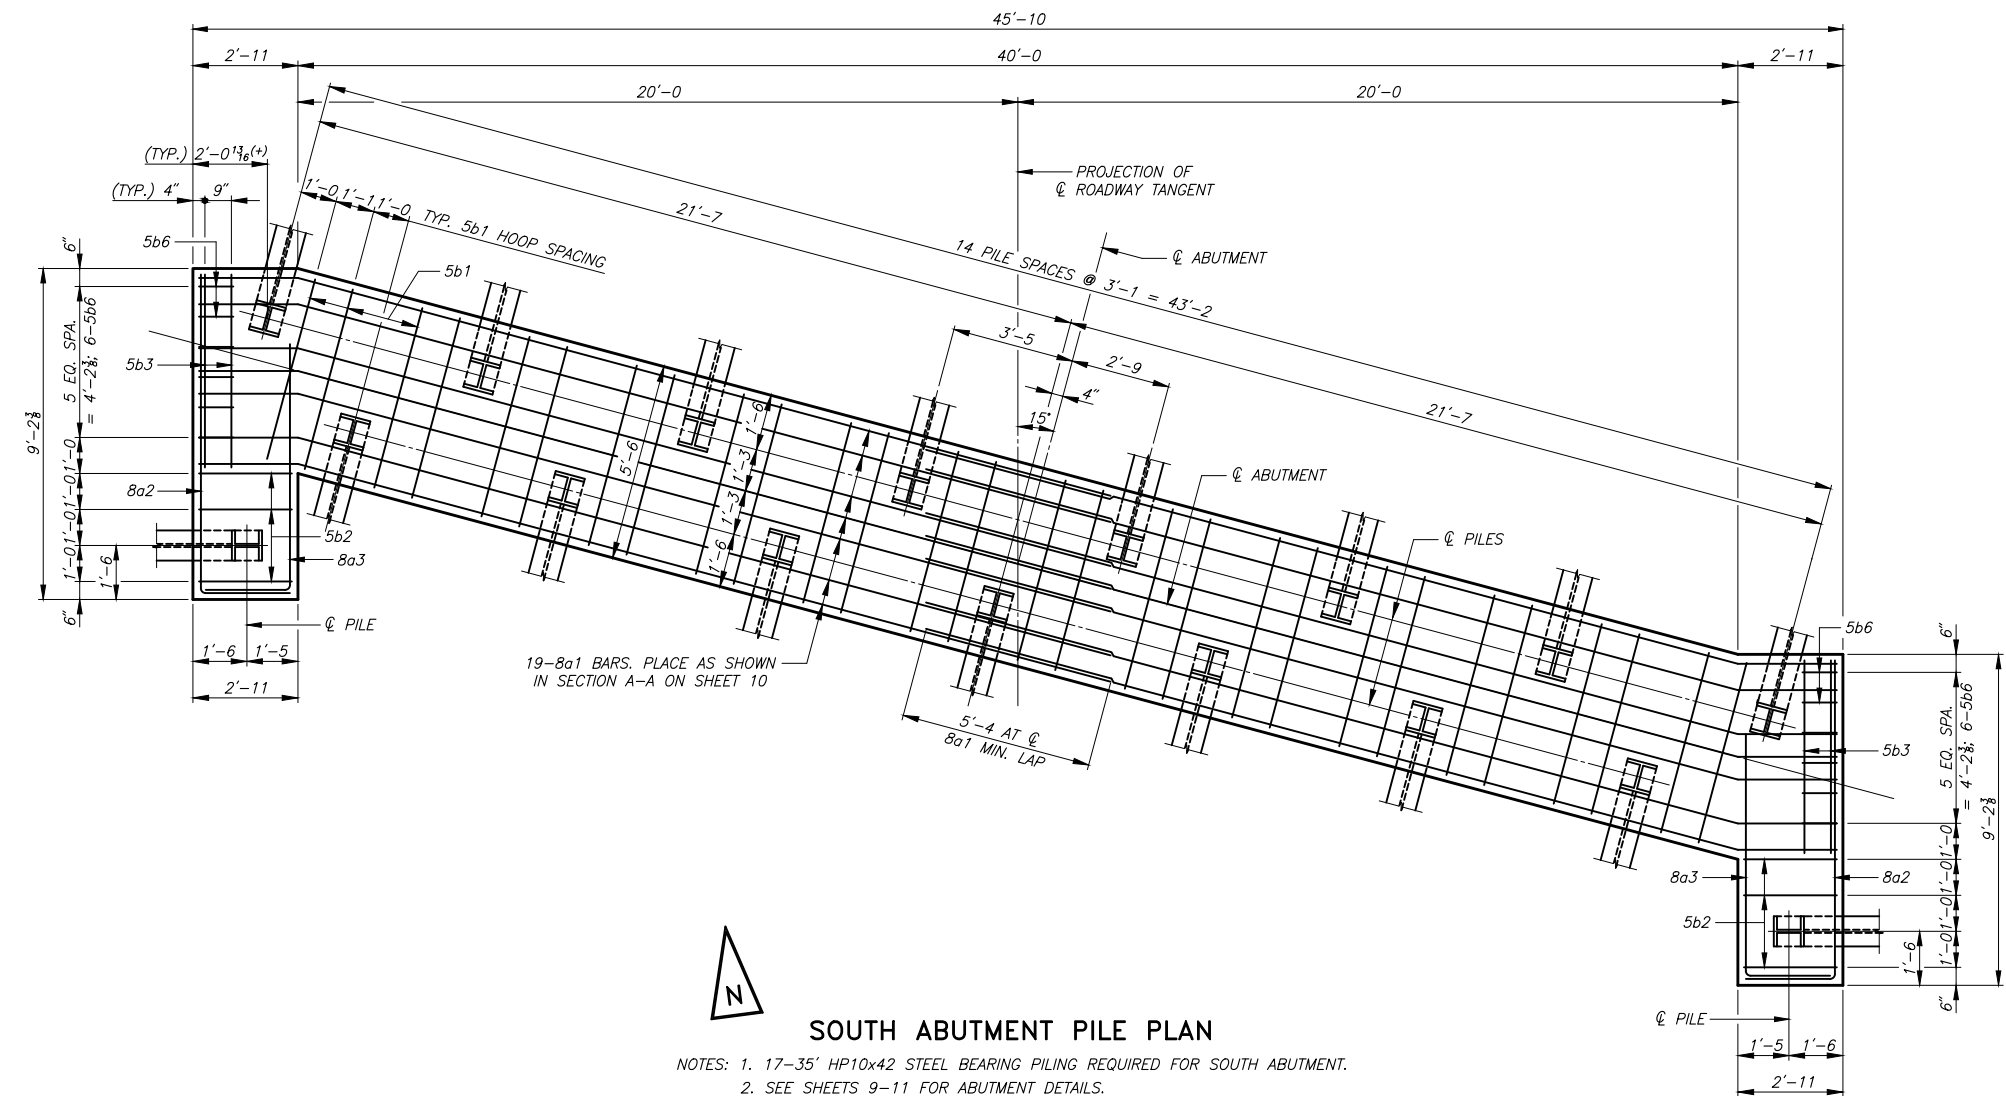 45'-10
2'-11
40'-0
2'-11
20'-0
20'-0
(TYP.) 2'-0 13/16(+)
(TYP.) 4"
9"
1'-0
1'-1
1'-0
TYP. 5b1 HOOP SPACING
21'-7
14 PILE SPACES @ 3'-1 = 43'-2
PROJECTION OF
℄ ROADWAY TANGENT
℄ ABUTMENT
5b6
5b1
6"
5 EQ. SPA.
= 4'-2 3/8; 6-5b6
9'-2 3/8
5b3
3'-5
2'-9
4"
15°
21'-7
1'-6
1'-3
1'-3
1'-6
5'-6
℄ ABUTMENT
℄ PILES
8a2
1'-0
1'-0
1'-0
1'-0
1'-6
6"
5b2
8a3
℄ PILE
1'-6
1'-5
2'-11
19-8a1 BARS. PLACE AS SHOWN
IN SECTION A-A ON SHEET 10
5'-4 AT ℄
8a1 MIN. LAP
5b6
6"
5 EQ. SPA.
= 4'-2 3/8; 6-5b6
9'-2 3/8
5b3
8a3
8a2
5b2
1'-0
1'-0
1'-0
1'-0
1'-6
6"
℄ PILE
1'-5
1'-6
2'-11
N
SOUTH ABUTMENT PILE PLAN
NOTES: 1. 17-35' HP10x42 STEEL BEARING PILING REQUIRED FOR SOUTH ABUTMENT.
2. SEE SHEETS 9-11 FOR ABUTMENT DETAILS.